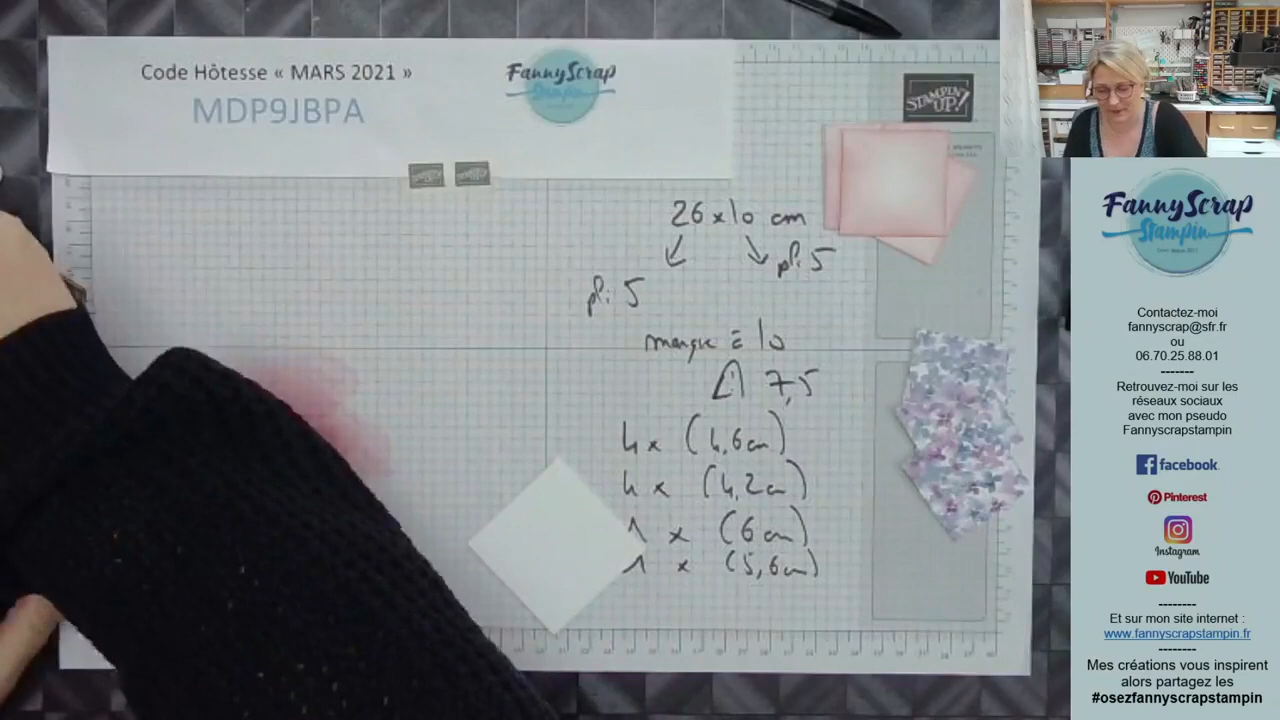 Code Hôtesse « MARS 2021 »
MDP9JBPA
FannyScrap
Stampin
STAMPIN' UP!
26 x 10 cm
pli 5
pli 5
marque à 10
7,5
4 x (4,6 cm)
4 x (4,2 cm)
1 x (6 cm)
1 x (5,6 cm)
FannyScrap
Stampin
Contactez-moi
fannyscrap@sfr.fr
ou
06.70.25.88.01
-------
Retrouvez-moi sur les
réseaux sociaux
avec mon pseudo
Fannyscrapstampin
facebook
Pinterest
Instagram
YouTube
--------
Et sur mon site internet :
www.fannyscrapstampin.fr
--------
Mes créations vous inspirent
alors partagez les
#osezfannyscrapstampin